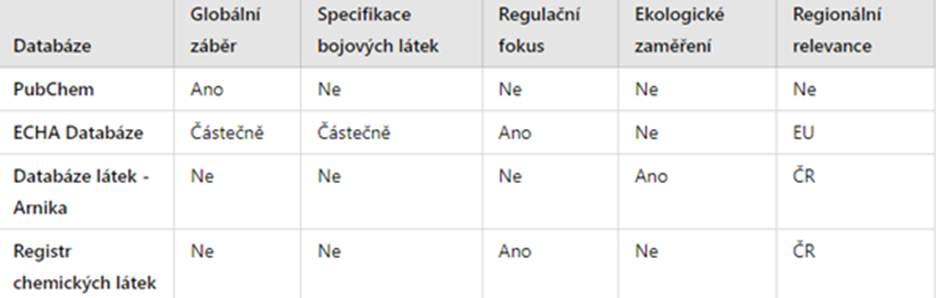 Databáze	Globální záběr	Specifikace bojových látek	Regulační fokus	Ekologické zaměření	Regionální relevance
PubChem	Ano	Ne	Ne	Ne	Ne
ECHA Databáze	Částečně	Částečně	Ano	Ne	EU
Databáze látek - Arnika	Ne	Ne	Ne	Ano	ČR
Registr chemických látek	Ne	Ne	Ano	Ne	ČR